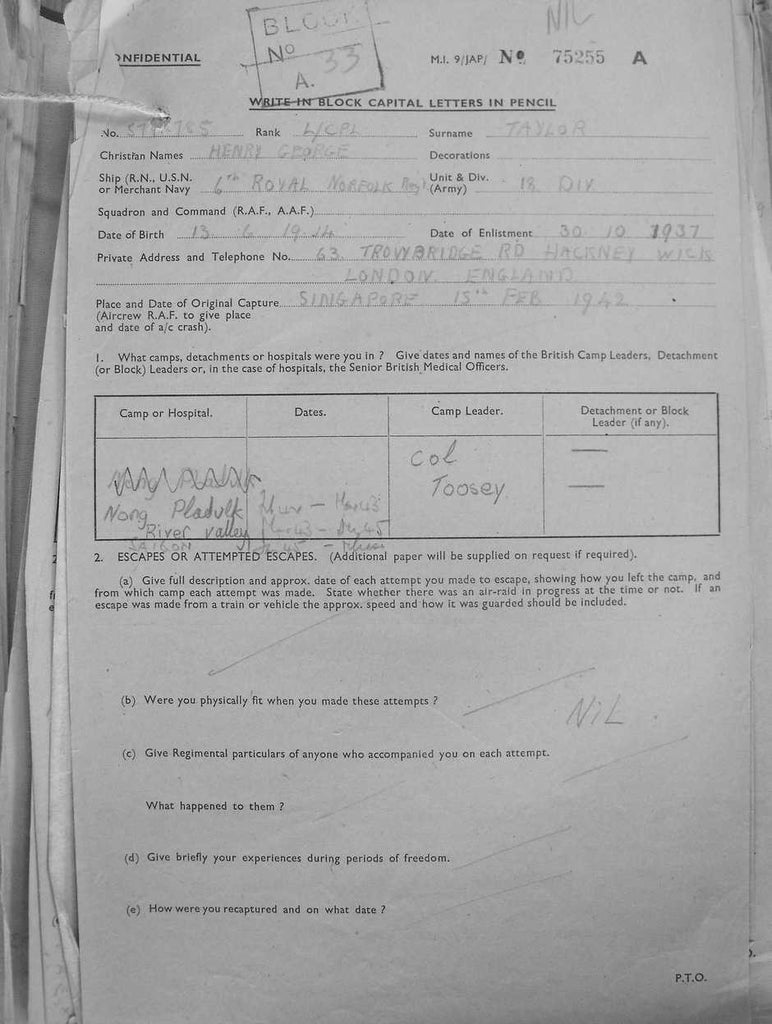 NIL
BLOCK
No 33
A.
ONFIDENTIAL
M.I. 9/JAP/ No. 75255 A
WRITE IN BLOCK CAPITAL LETTERS IN PENCIL
No. Rank L/CPL Surname TAYLOR
Christian Names HENRY GEORGE Decorations
Ship (R.N., U.S.N. or Merchant Navy 6th ROYAL NORFOLK Regt Unit & Div. (Army) 18 DIV
Squadron and Command (R.A.F., A.A.F.)
Date of Birth 13 6 1914 Date of Enlistment 30 10 1937
Private Address and Telephone No. 63 TROWBRIDGE RD HACKNEY WICK
LONDON ENGLAND
Place and Date of Original Capture SINGAPORE 15th FEB 1942
(Aircrew R.A.F. to give place
and date of a/c crash).
1. What camps, detachments or hospitals were you in ? Give dates and names of the British Camp Leaders, Detachment
(or Block) Leaders or, in the case of hospitals, the Senior British Medical Officers.
Camp or Hospital. Dates. Camp Leader. Detachment or Block
Leader (if any).
Col —
Toosey —
Nong Pladuk
River Valley
SAIGON
2. ESCAPES OR ATTEMPTED ESCAPES. (Additional paper will be supplied on request if required).
(a) Give full description and approx. date of each attempt you made to escape, showing how you left the camp, and
from which camp each attempt was made. State whether there was an air-raid in progress at the time or not. If an
escape was made from a train or vehicle the approx. speed and how it was guarded should be included.
(b) Were you physically fit when you made these attempts ?
NIL.
(c) Give Regimental particulars of anyone who accompanied you on each attempt.
What happened to them ?
(d) Give briefly your experiences during periods of freedom.
(e) How were you recaptured and on what date ?
P.T.O.